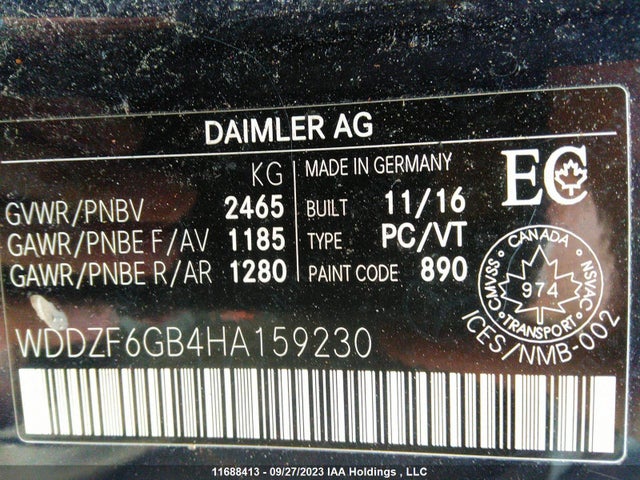 DAIMLER AG
KG
MADE IN GERMANY
EC
GVWR/PNBV 2465 BUILT 11/16
GAWR/PNBE F/AV 1185 TYPE PC/VT
GAWR/PNBE R/AR 1280 PAINT CODE 890
CANADA
CMVSS 974 NSVAC
TRANSPORT
ICES/NMB-002
WDDZF6GB4HA159230
11688413 - 09/27/2023 IAA Holdings , LLC